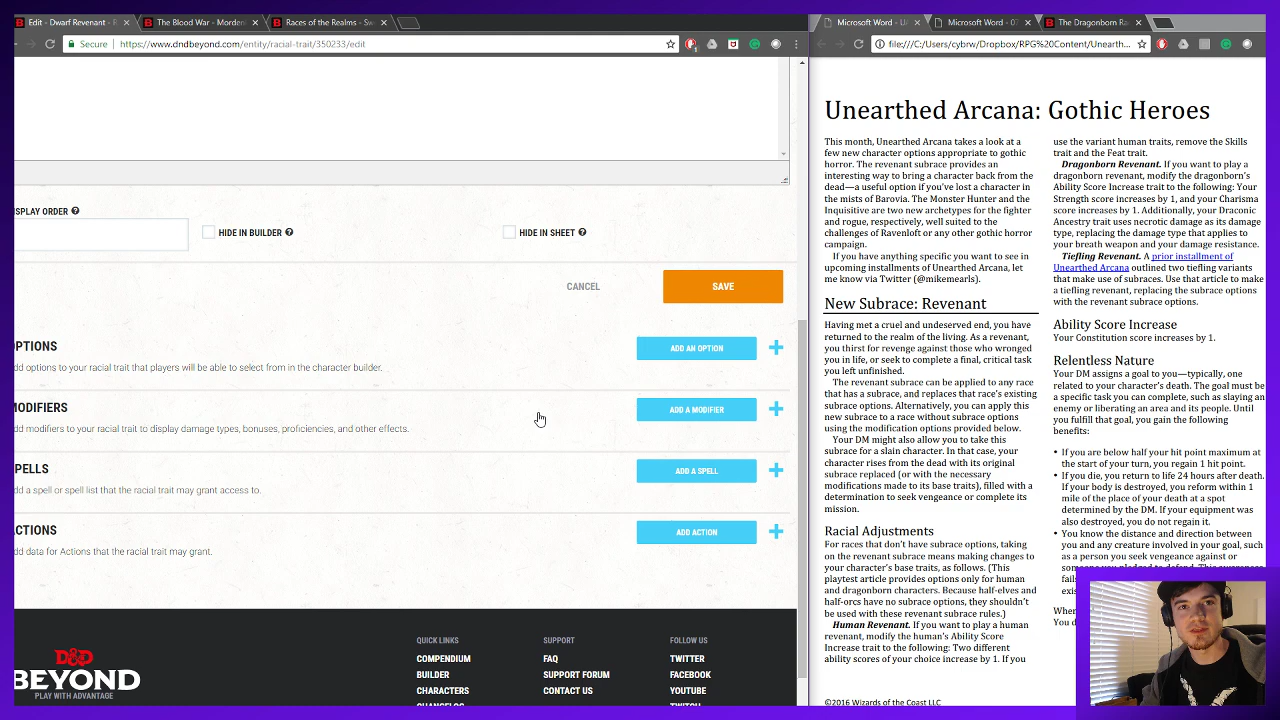 Edit - Dwarf Revenant - R
The Blood War - Morden
Races of the Realms - Sw
Secure
https://www.dndbeyond.com/entity/racial-trait/350233/edit
ISPLAY ORDER
HIDE IN BUILDER
HIDE IN SHEET
CANCEL
SAVE
OPTIONS
ADD AN OPTION
dd options to your racial trait that players will be able to select from in the character builder.
MODIFIERS
ADD A MODIFIER
dd modifiers to your racial trait to display damage types, bonuses, proficiencies, and other effects.
PELLS
ADD A SPELL
dd a spell or spell list that the racial trait may grant access to.
CTIONS
ADD ACTION
dd data for Actions that the racial trait may grant.
D&D
BEYOND
PLAY WITH ADVANTAGE
QUICK LINKS
COMPENDIUM
BUILDER
CHARACTERS
SUPPORT
FAQ
SUPPORT FORUM
CONTACT US
FOLLOW US
TWITTER
FACEBOOK
YOUTUBE
Microsoft Word - UA
Microsoft Word - 07
The Dragonborn Rac
file:///C:/Users/cybrw/Dropbox/RPG%20Content/Unearth...
Unearthed Arcana: Gothic Heroes
This month, Unearthed Arcana takes a look at a
few new character options appropriate to gothic
horror. The revenant subrace provides an
interesting way to bring a character back from the
dead—a useful option if you've lost a character in
the mists of Barovia. The Monster Hunter and the
Inquisitive are two new archetypes for the fighter
and rogue, respectively, well suited to the
challenges of Ravenloft or any other gothic horror
campaign.
If you have anything specific you want to see in
upcoming installments of Unearthed Arcana, let
me know via Twitter (@mikemearls).
New Subrace: Revenant
Having met a cruel and undeserved end, you have
returned to the realm of the living. As a revenant,
you thirst for revenge against those who wronged
you in life, or seek to complete a final, critical task
you left unfinished.
The revenant subrace can be applied to any race
that has a subrace, and replaces that race's existing
subrace options. Alternatively, you can apply this
new subrace to a race without subrace options
using the modification options provided below.
Your DM might also allow you to take this
subrace for a slain character. In that case, your
character rises from the dead with its original
subrace replaced (or with the necessary
modifications made to its base traits), filled with a
determination to seek vengeance or complete its
mission.
Racial Adjustments
For races that don't have subrace options, taking
on the revenant subrace means making changes to
your character's base traits, as follows. (This
playtest article provides options only for human
and dragonborn characters. Because half-elves and
half-orcs have no subrace options, they shouldn't
be used with these revenant subrace rules.)
Human Revenant. If you want to play a human
revenant, modify the human's Ability Score
Increase trait to the following: Two different
ability scores of your choice increase by 1. If you
©2016 Wizards of the Coast LLC
use the variant human traits, remove the Skills
trait and the Feat trait.
Dragonborn Revenant. If you want to play a
dragonborn revenant, modify the dragonborn's
Ability Score Increase trait to the following: Your
Strength score increases by 1, and your Charisma
score increases by 1. Additionally, your Draconic
Ancestry trait uses necrotic damage as its damage
type, replacing the damage type that applies to
your breath weapon and your damage resistance.
Tiefling Revenant. A prior installment of
Unearthed Arcana outlined two tiefling variants
that make use of subraces. Use that article to make
a tiefling revenant, replacing the subrace options
with the revenant subrace options.
Ability Score Increase
Your Constitution score increases by 1.
Relentless Nature
Your DM assigns a goal to you—typically, one
related to your character's death. The goal must be
a specific task you can complete, such as slaying an
enemy or liberating an area and its people. Until
you fulfill that goal, you gain the following
benefits:
• If you are below half your hit point maximum at
the start of your turn, you regain 1 hit point.
• If you die, you return to life 24 hours after death.
If your body is destroyed, you reform within 1
mile of the place of your death at a spot
determined by the DM. If your equipment was
also destroyed, you do not regain it.
• You know the distance and direction between
you and any creature involved in your goal, such
as a person you seek vengeance against or